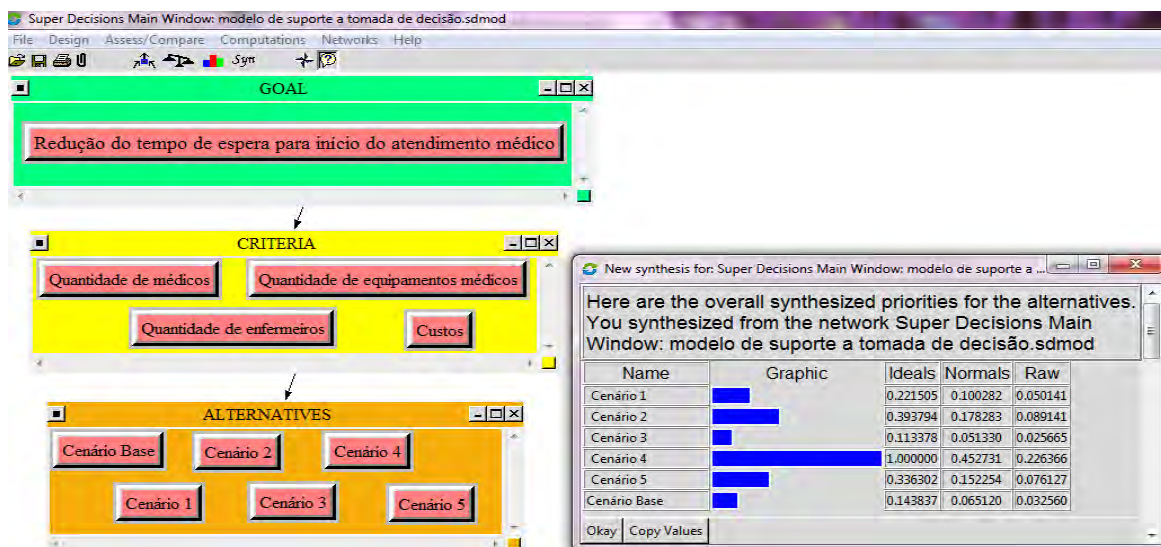 Super Decisions Main Window: modelo de suporte a tomada de decisão.sdmod
File Design Assess/Compare Computations Networks Help
Syn
GOAL
Redução do tempo de espera para início do atendimento médico
CRITERIA
Quantidade de médicos Quantidade de equipamentos médicos
Quantidade de enfermeiros Custos
ALTERNATIVES
Cenário Base Cenário 2 Cenário 4
Cenário 1 Cenário 3 Cenário 5
New synthesis for: Super Decisions Main Window: modelo de suporte a ...
Here are the overall synthesized priorities for the alternatives.
You synthesized from the network Super Decisions Main
Window: modelo de suporte a tomada de decisão.sdmod
Name Graphic Ideals Normals Raw
Cenário 1 0.221505 0.100282 0.050141
Cenário 2 0.393794 0.178283 0.089141
Cenário 3 0.113378 0.051330 0.025665
Cenário 4 1.000000 0.452731 0.226366
Cenário 5 0.336302 0.152254 0.076127
Cenário Base 0.143837 0.065120 0.032560
Okay Copy Values